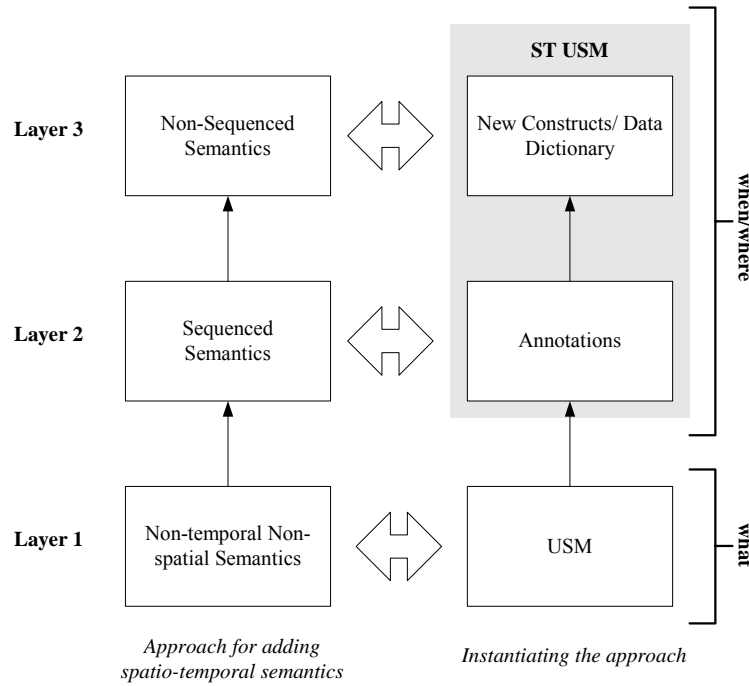 ST USM
Layer 3
Non-Sequenced
Semantics
New Constructs/ Data
Dictionary
when/where
Layer 2
Sequenced
Semantics
Annotations
Layer 1
Non-temporal Non-
spatial Semantics
USM
what
Approach for adding
spatio-temporal semantics
Instantiating the approach